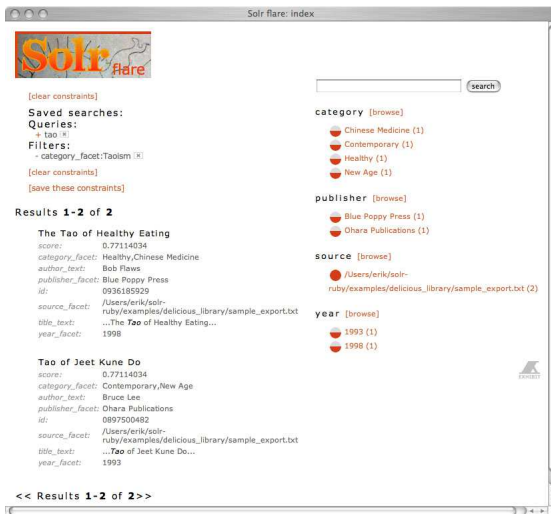 Solr flare: index
Solr flare
[clear constraints]
Saved searches:
Queries:
+ tao
Filters:
- category_facet:Taoism
[clear constraints]
[save these constraints]
Results 1-2 of 2
The Tao of Healthy Eating
score: 0.77114034
category_facet: Healthy,Chinese Medicine
author_text: Bob Flaws
publisher_facet: Blue Poppy Press
id: 0936185929
source_facet: /Users/erik/solr-
ruby/examples/delicious_library/sample_export.txt
title_text: ...The Tao of Healthy Eating...
year_facet: 1998
Tao of Jeet Kune Do
score: 0.77114034
category_facet: Contemporary,New Age
author_text: Bruce Lee
publisher_facet: Ohara Publications
id: 0897500482
source_facet: /Users/erik/solr-
ruby/examples/delicious_library/sample_export.txt
title_text: ...Tao of Jeet Kune Do...
year_facet: 1993
<< Results 1-2 of 2>>
search
category [browse]
Chinese Medicine (1)
Contemporary (1)
Healthy (1)
New Age (1)
publisher [browse]
Blue Poppy Press (1)
Ohara Publications (1)
source [browse]
/Users/erik/solr-
ruby/examples/delicious_library/sample_export.txt (2)
year [browse]
1993 (1)
1998 (1)
EXHIBIT